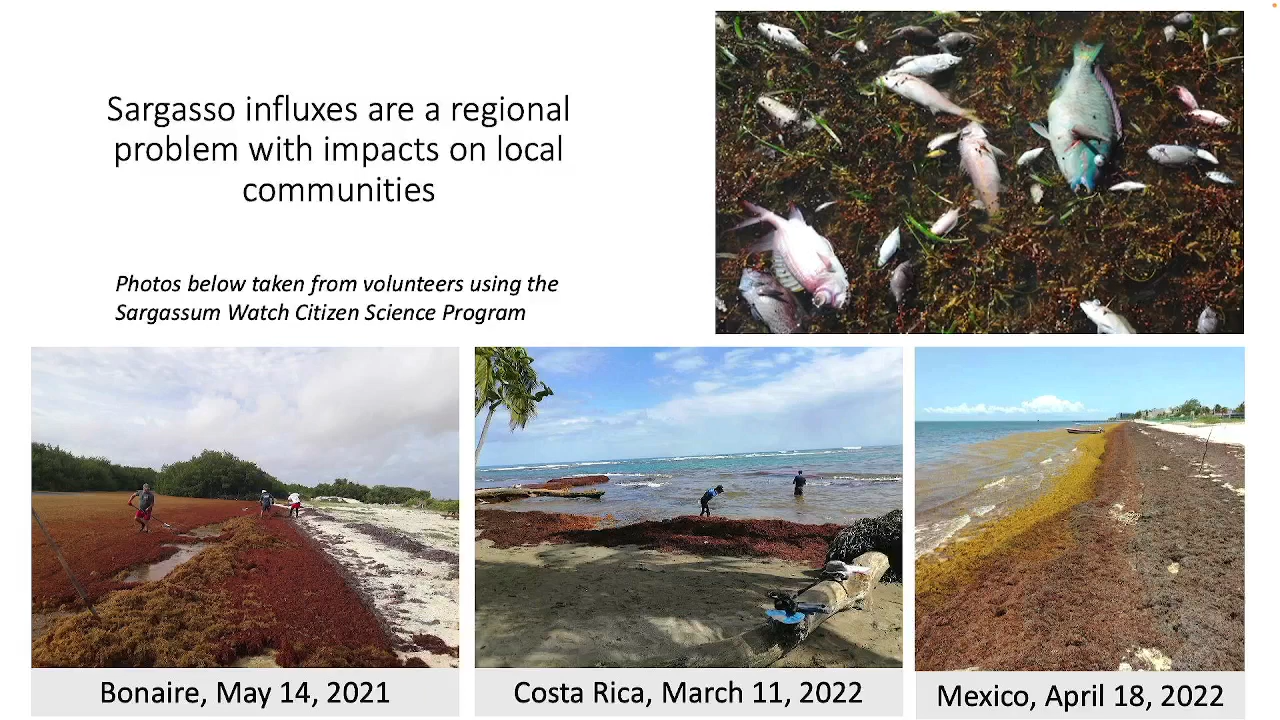 Sargasso influxes are a regional
problem with impacts on local
communities
Photos below taken from volunteers using the
Sargassum Watch Citizen Science Program
Bonaire, May 14, 2021
Costa Rica, March 11, 2022
Mexico, April 18, 2022